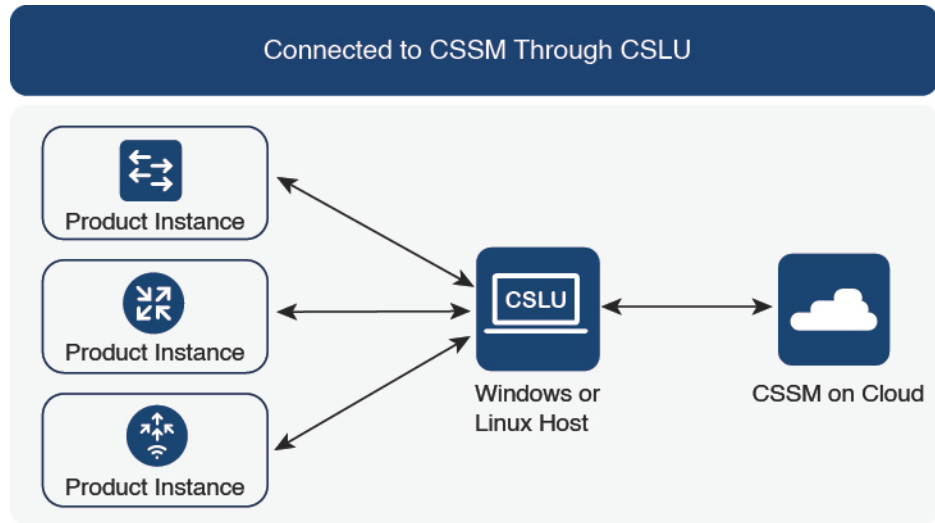 Connected to CSSM Through CSLU
Product Instance
Product Instance
Product Instance
CSLU
Windows or
Linux Host
CSSM on Cloud